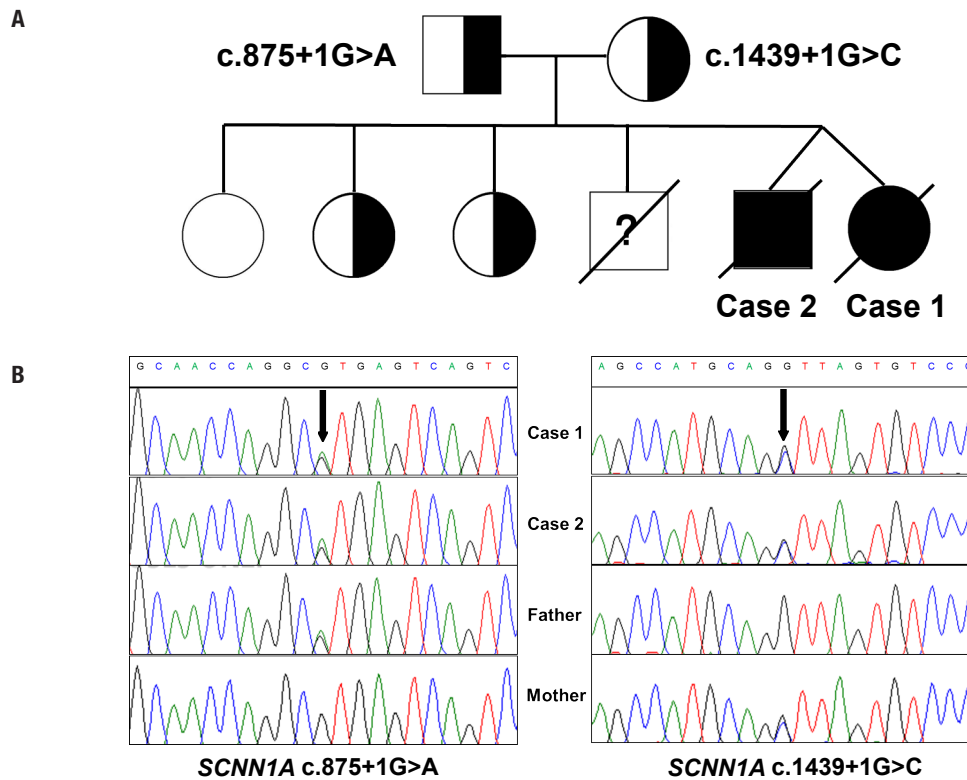 A
c.875+1G>A
c.1439+1G>C
?
Case 2
Case 1
B
G C A A C C A G G C G T G A G T C A G T C
A G C C A T G C A G G T T A G T G T C C C
Case 1
Case 2
Father
Mother
SCNN1A c.875+1G>A
SCNN1A c.1439+1G>C